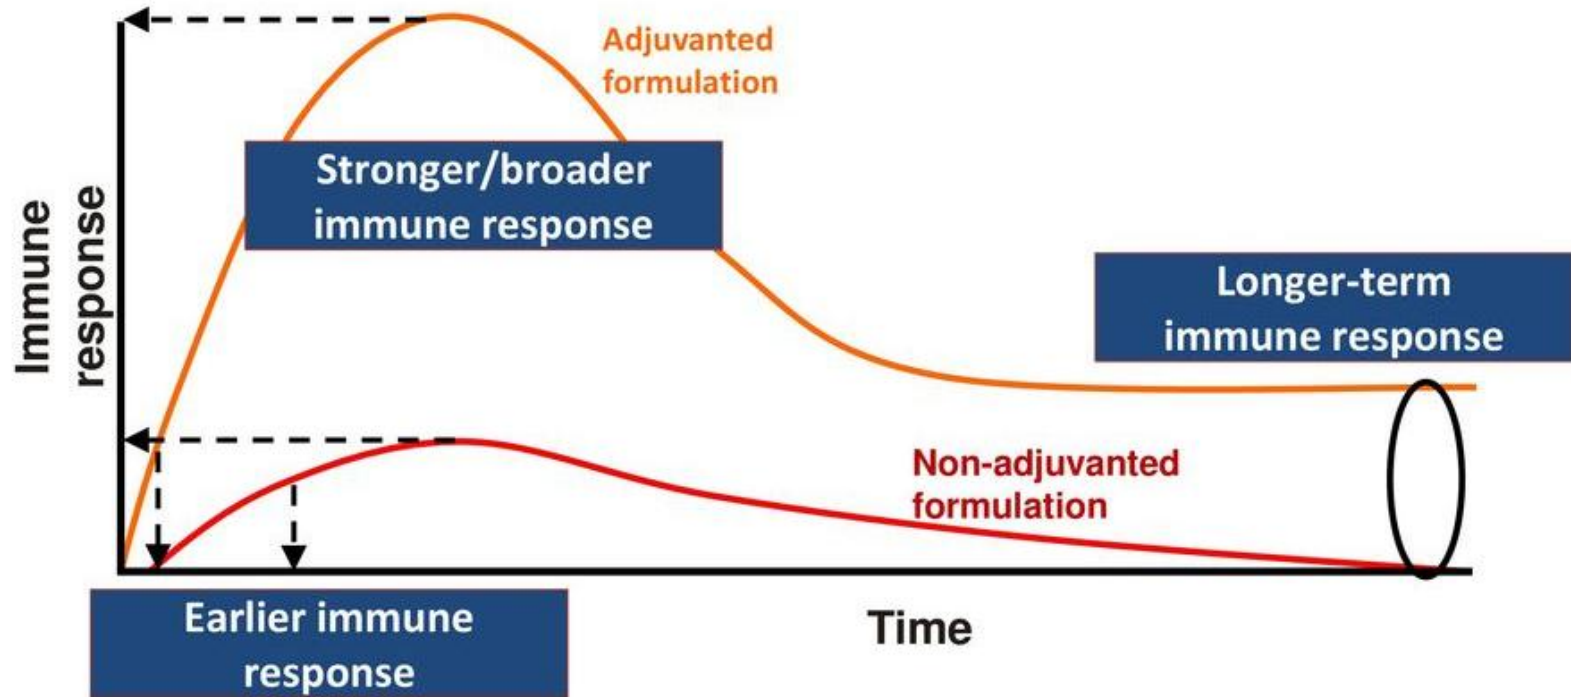 Adjuvanted
formulation
Stronger/broader
immune response
Immune
response
Longer-term
immune response
Non-adjuvanted
formulation
Earlier immune
response
Time